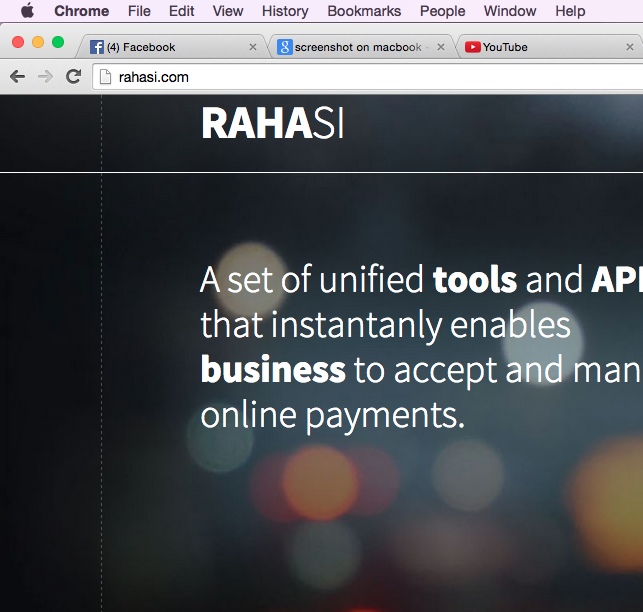 Chrome File Edit View History Bookmarks People Window Help
(4) Facebook screenshot on macbook - YouTube
rahasi.com
RAHASI
A set of unified tools and API
that instantanly enables
business to accept and man
online payments.